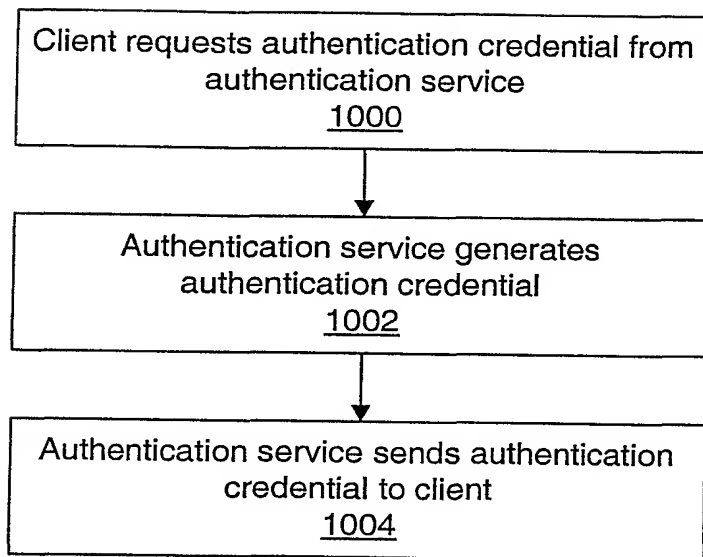 Client requests authentication credential from
authentication service
1000
Authentication service generates
authentication credential
1002
Authentication service sends authentication
credential to client
1004